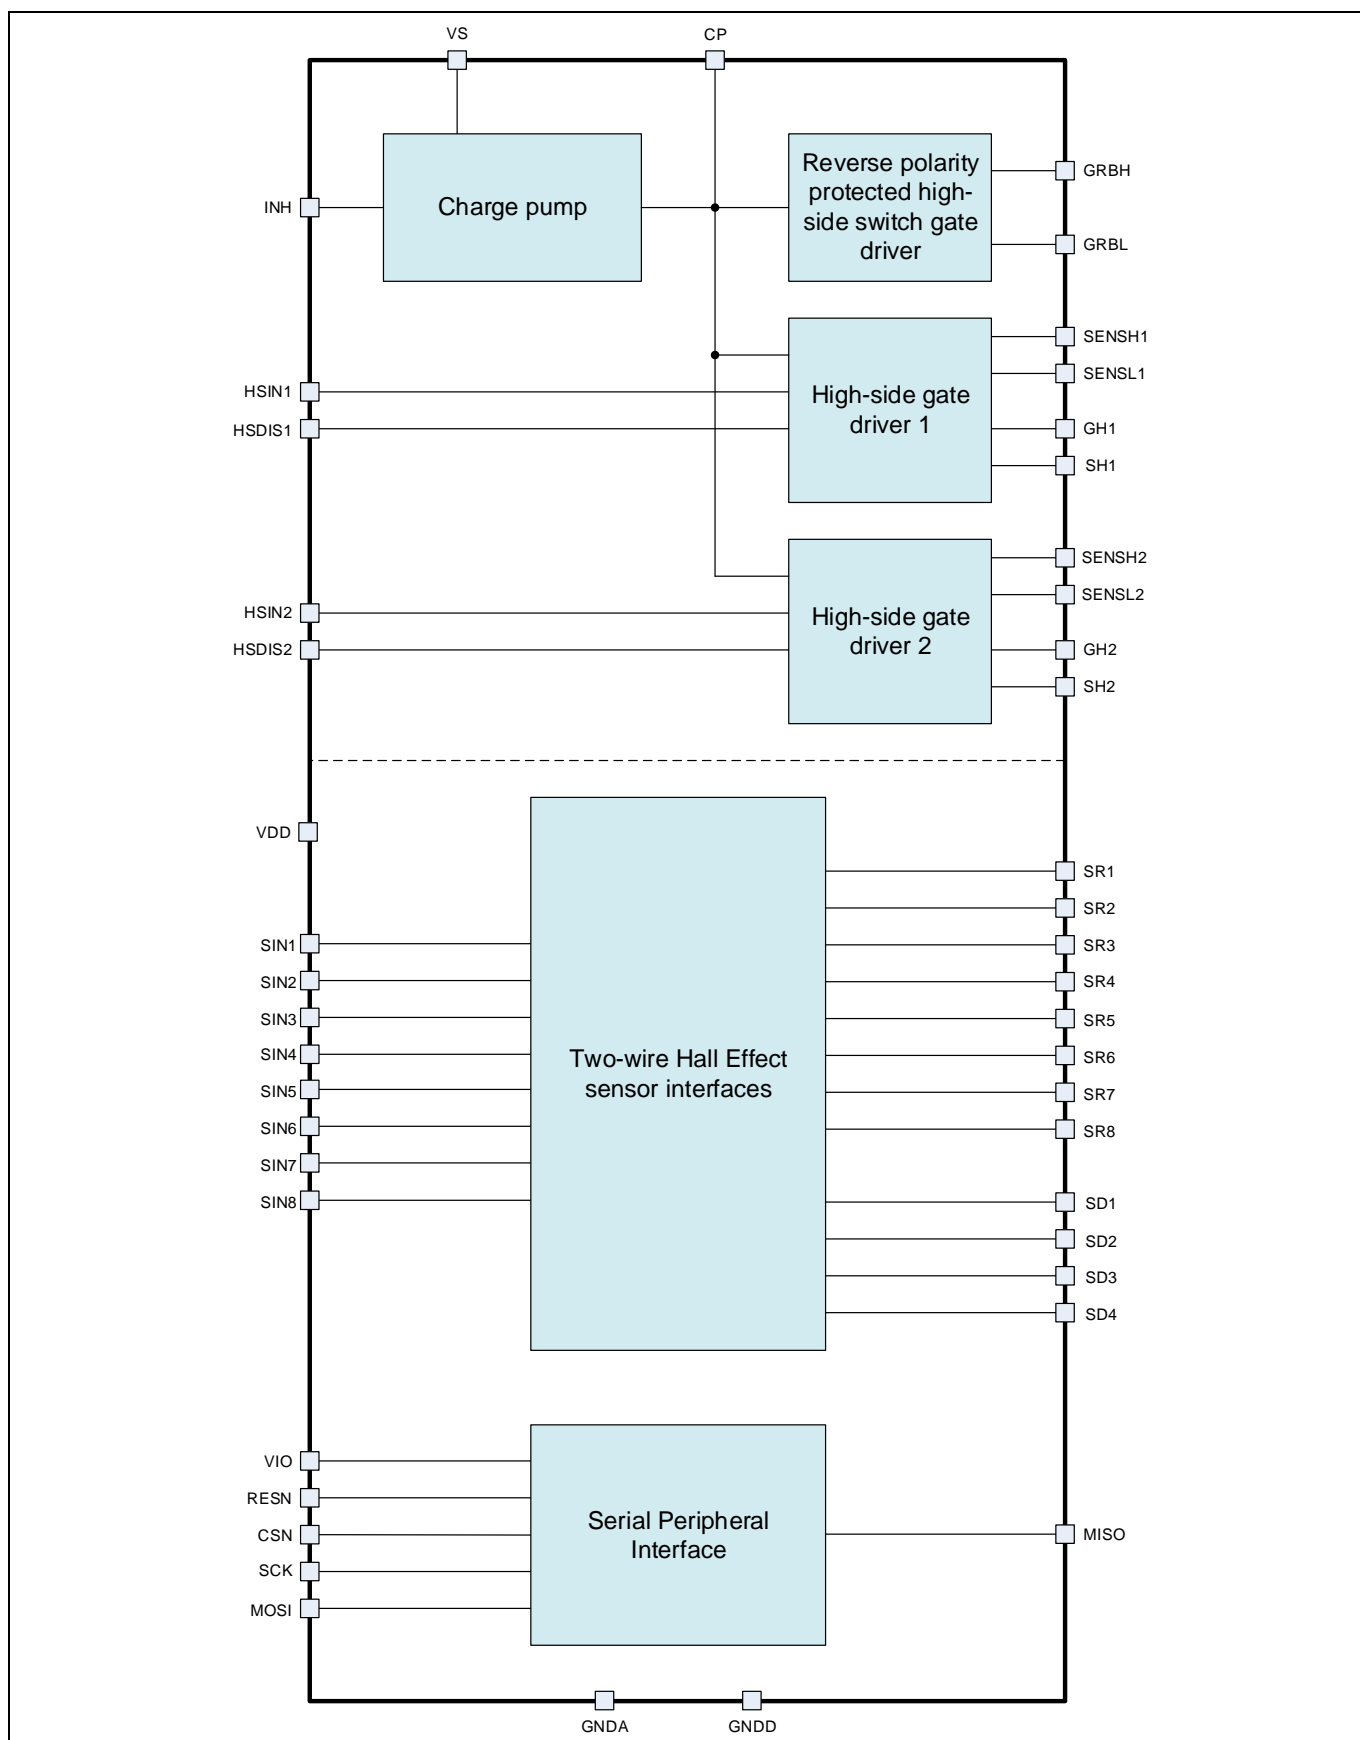 VS
CP
Charge pump
Reverse polarity
protected high-
side switch gate
driver
INH
GRBH
GRBL
High-side gate
driver 1
HSIN1
HSDIS1
SENSH1
SENSL1
GH1
SH1
High-side gate
driver 2
HSIN2
HSDIS2
SENSH2
SENSL2
GH2
SH2
VDD
SIN1
SIN2
SIN3
SIN4
SIN5
SIN6
SIN7
SIN8
Two-wire Hall Effect
sensor interfaces
SR1
SR2
SR3
SR4
SR5
SR6
SR7
SR8
SD1
SD2
SD3
SD4
VIO
RESN
CSN
SCK
MOSI
Serial Peripheral
Interface
MISO
GNDA
GNDD